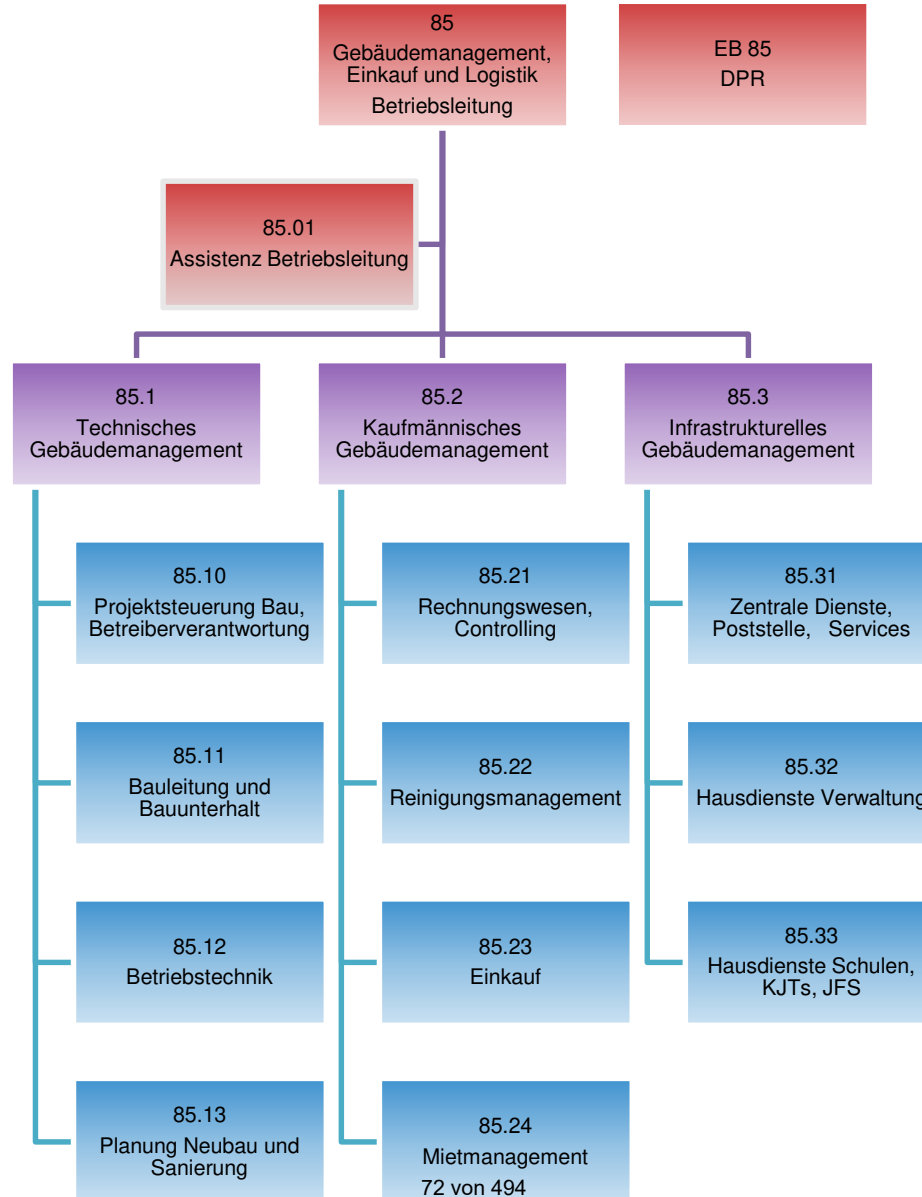 85
Gebäudemanagement,
Einkauf und Logistik
Betriebsleitung
EB 85
DPR
85.01
Assistenz Betriebsleitung
85.1
Technisches
Gebäudemanagement
85.2
Kaufmännisches
Gebäudemanagement
85.3
Infrastrukturelles
Gebäudemanagement
85.10
Projektsteuerung Bau,
Betreiberverantwortung
85.21
Rechnungswesen,
Controlling
85.31
Zentrale Dienste,
Poststelle, Services
85.11
Bauleitung und
Bauunterhalt
85.22
Reinigungsmanagement
85.32
Hausdienste Verwaltung
85.12
Betriebstechnik
85.23
Einkauf
85.33
Hausdienste Schulen,
KJTs, JFS
85.13
Planung Neubau und
Sanierung
85.24
Mietmanagement
72 von 494